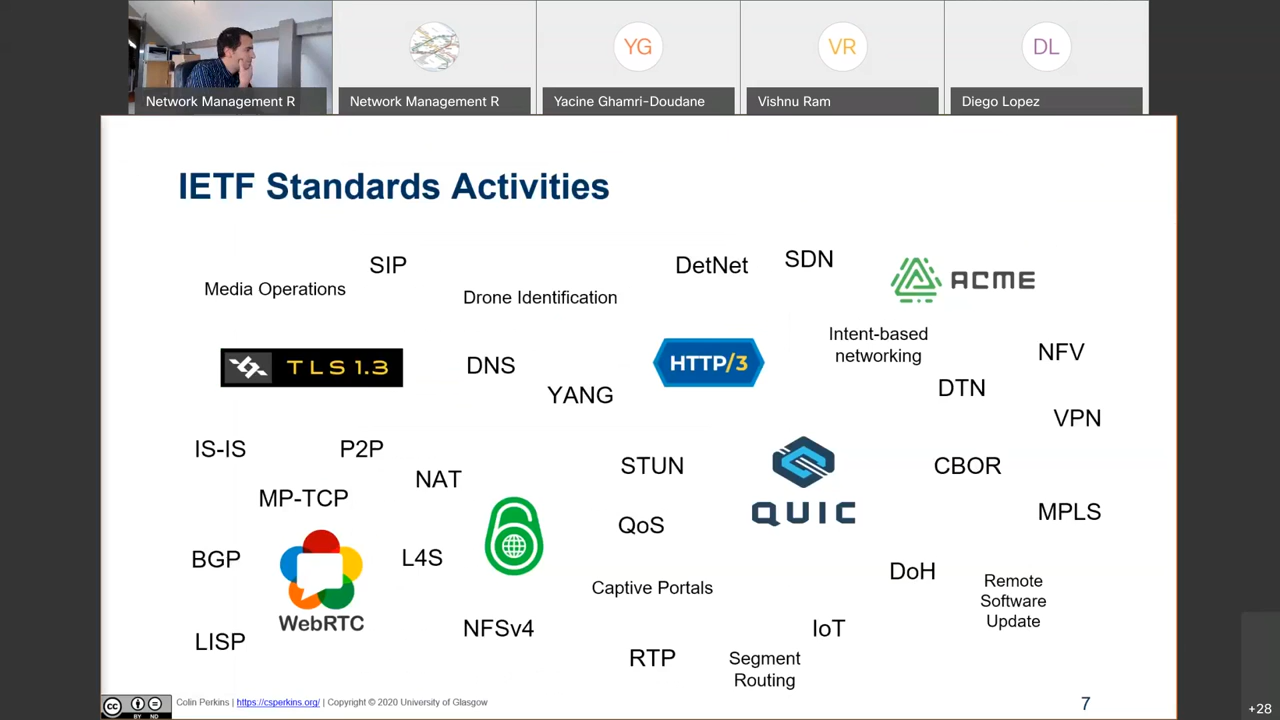 YG
VR
DL
Network Management R
Network Management R
Yacine Ghamri-Doudane
Vishnu Ram
Diego Lopez
IETF Standards Activities
SIP
DetNet
SDN
ACME
Media Operations
Drone Identification
Intent-based
networking
NFV
TLS 1.3
DNS
HTTP/3
YANG
DTN
VPN
IS-IS
P2P
NAT
STUN
CBOR
MP-TCP
QUIC
MPLS
QoS
BGP
L4S
DoH
Captive Portals
Remote
Software
Update
WebRTC
LISP
NFSv4
IoT
RTP
Segment
Routing
cc
BY ND
Colin Perkins | https://csperkins.org/ | Copyright © 2020 University of Glasgow
7
+28